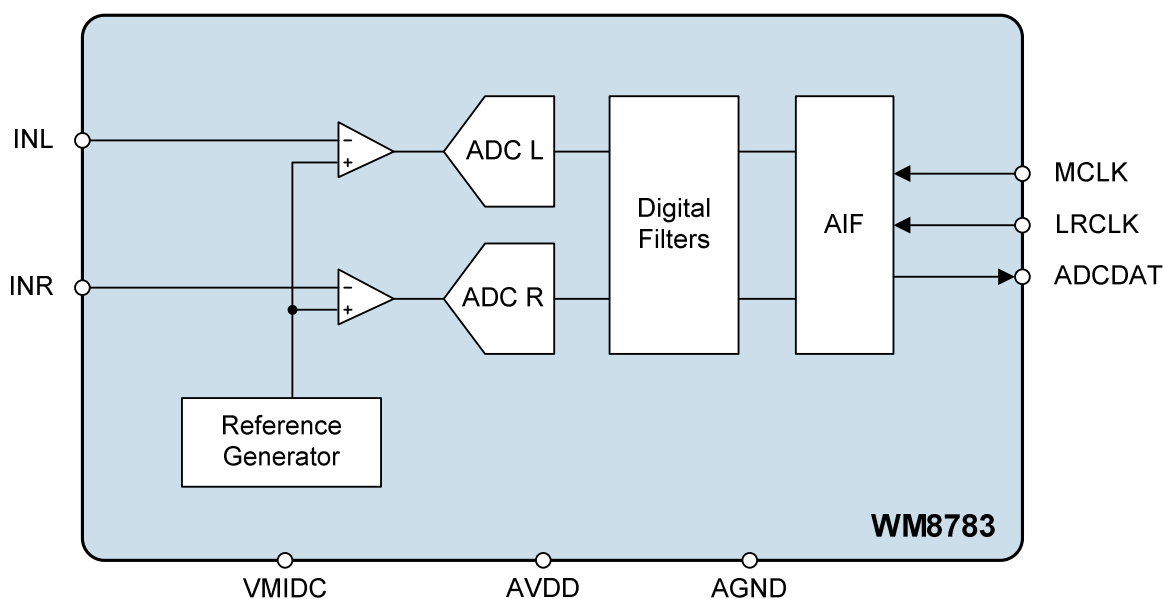 INL
−
+
ADC L
Digital
Filters
AIF
MCLK
LRCLK
ADCDAT
INR
−
+
ADC R
Reference
Generator
WM8783
VMIDC
AVDD
AGND